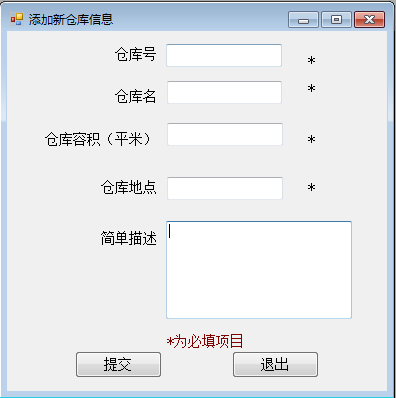 添加新仓库信息
仓库号 *
仓库名 *
仓库容积（平米） *
仓库地点 *
简单描述
*为必填项目
提交 退出